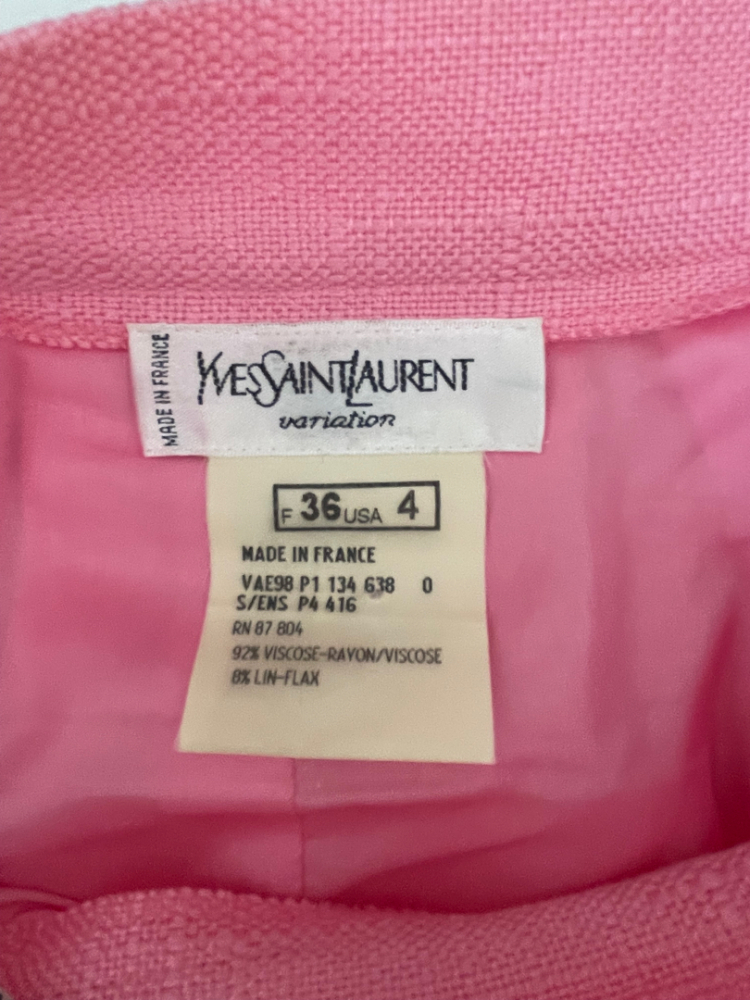 MADE IN FRANCE
YVES SAINT LAURENT
variation
F 36 USA 4
MADE IN FRANCE
VAE98 P1 134 638 0
S/ENS P4 416
RN 87 804
92% VISCOSE-RAYON/VISCOSE
8% LIN-FLAX